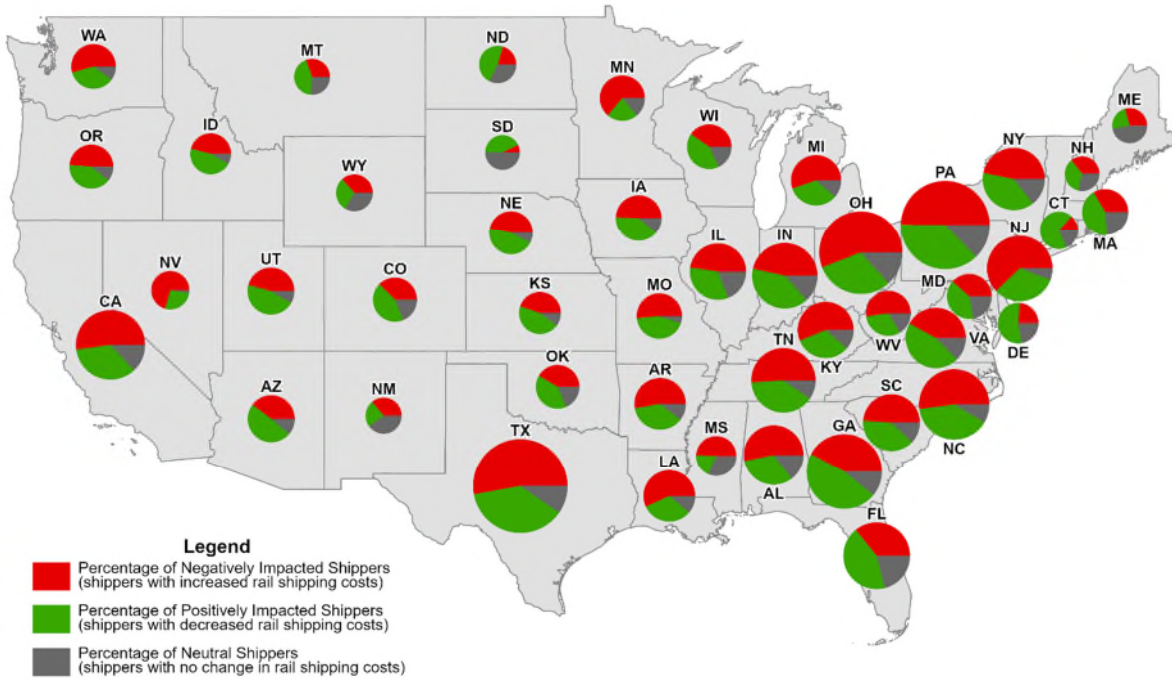 WA
MT
ND
MN
ME
OR
ID
SD
WI
MI
NY
NH
WY
PA
CT
MA
NE
IA
OH
NJ
NV
UT
CO
KS
IL
IN
MD
CA
MO
WV
VA
DE
TN
KY
OK
AR
SC
AZ
NM
MS
GA
NC
TX
LA
AL
FL
Legend
Percentage of Negatively Impacted Shippers
(shippers with increased rail shipping costs)
Percentage of Positively Impacted Shippers
(shippers with decreased rail shipping costs)
Percentage of Neutral Shippers
(shippers with no change in rail shipping costs)